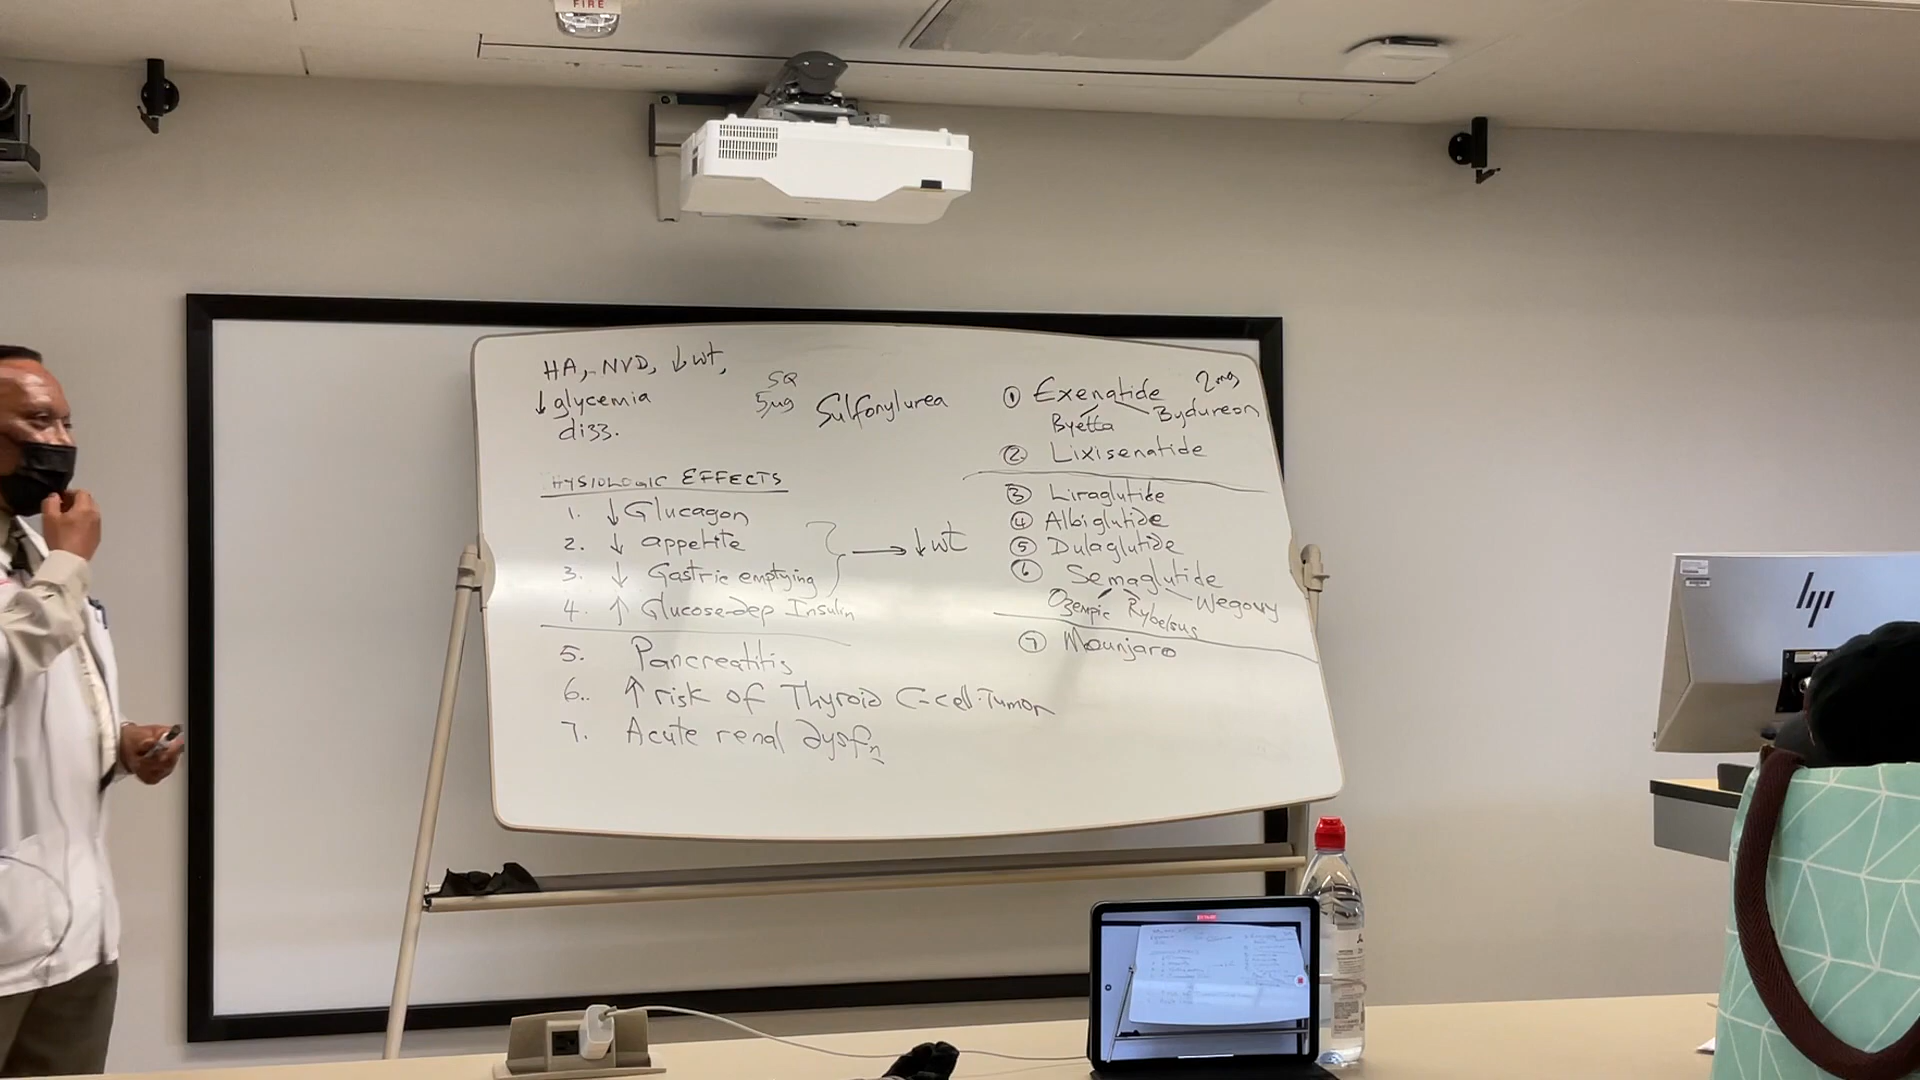 FIRE
HA, NVD, ↓ wt,
↓ glycemia
dizz.
SQ
5µg
Sulfonylurea
HYSIOLOGIC EFFECTS
1. ↓ Glucagon
2. ↓ appetite
3. ↓ Gastric emptying
4. ↑ Glucose-dep Insulin
→ ↓ wt
5. Pancreatitis
6. ↑ risk of Thyroid C-cell Tumor
7. Acute renal dysfn
① Exenatide 2mg
Byetta Bydureon
② Lixisenatide
③ Liraglutide
④ Albiglutide
⑤ Dulaglutide
⑥ Semaglutide
Ozempic Rybelsus Wegovy
⑦ Mounjaro
hp